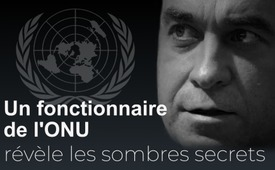 Un fonctionnaire
de l'ONU
révèle les sombres secrets